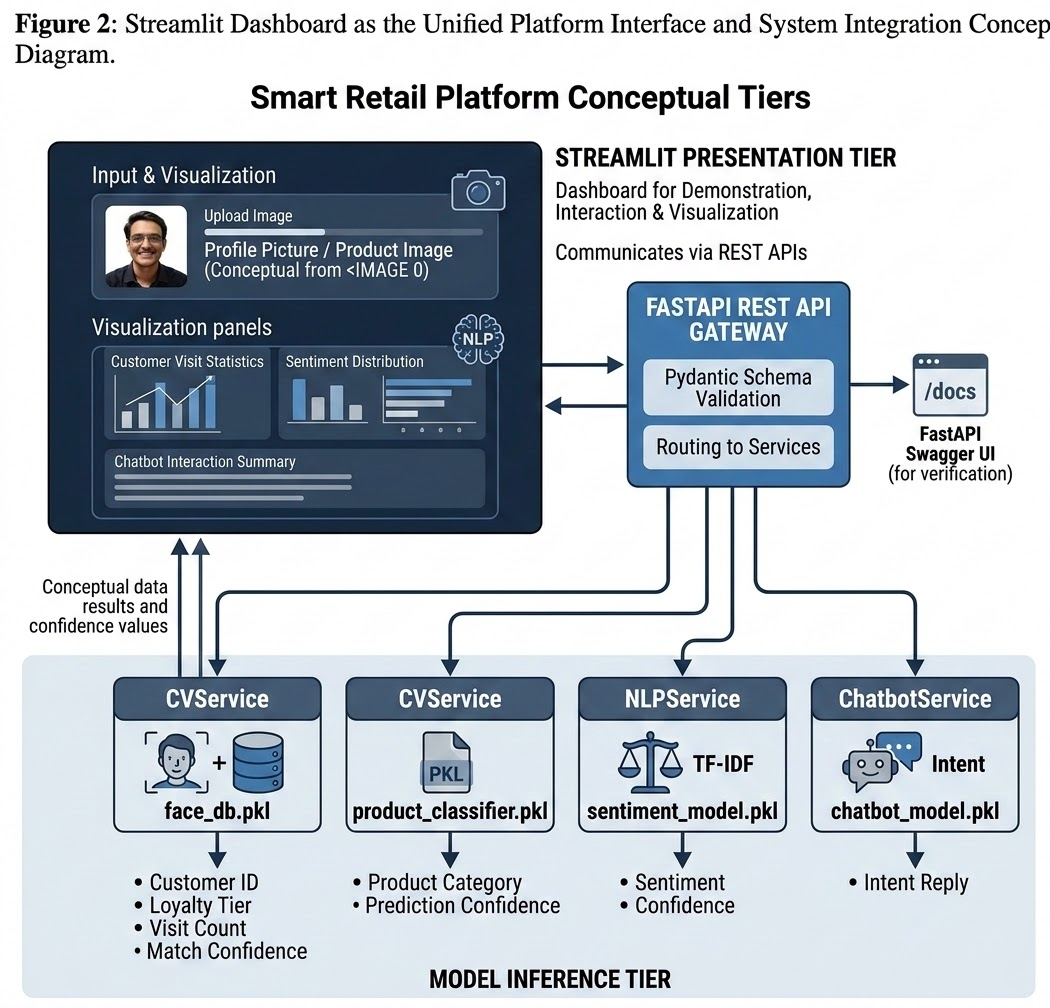 Figure 2: Streamlit Dashboard as the Unified Platform Interface and System Integration Concep
Diagram.
Smart Retail Platform Conceptual Tiers
Input & Visualization
Upload Image
Profile Picture / Product Image
(Conceptual from <IMAGE 0)
Visualization panels
NLP
Customer Visit Statistics
Sentiment Distribution
Chatbot Interaction Summary
STREAMLIT PRESENTATION TIER
Dashboard for Demonstration,
Interaction & Visualization
Communicates via REST APIs
FASTAPI REST API
GATEWAY
Pydantic Schema
Validation
Routing to Services
/docs
FastAPI
Swagger UI
(for verification)
Conceptual data
results and
confidence values
CVService
+
face_db.pkl
• Customer ID
• Loyalty Tier
• Visit Count
• Match Confidence
CVService
PKL
product_classifier.pkl
• Product Category
• Prediction Confidence
NLPService
TF-IDF
sentiment_model.pkl
• Sentiment
• Confidence
ChatbotService
Intent
chatbot_model.pkl
• Intent Reply
MODEL INFERENCE TIER